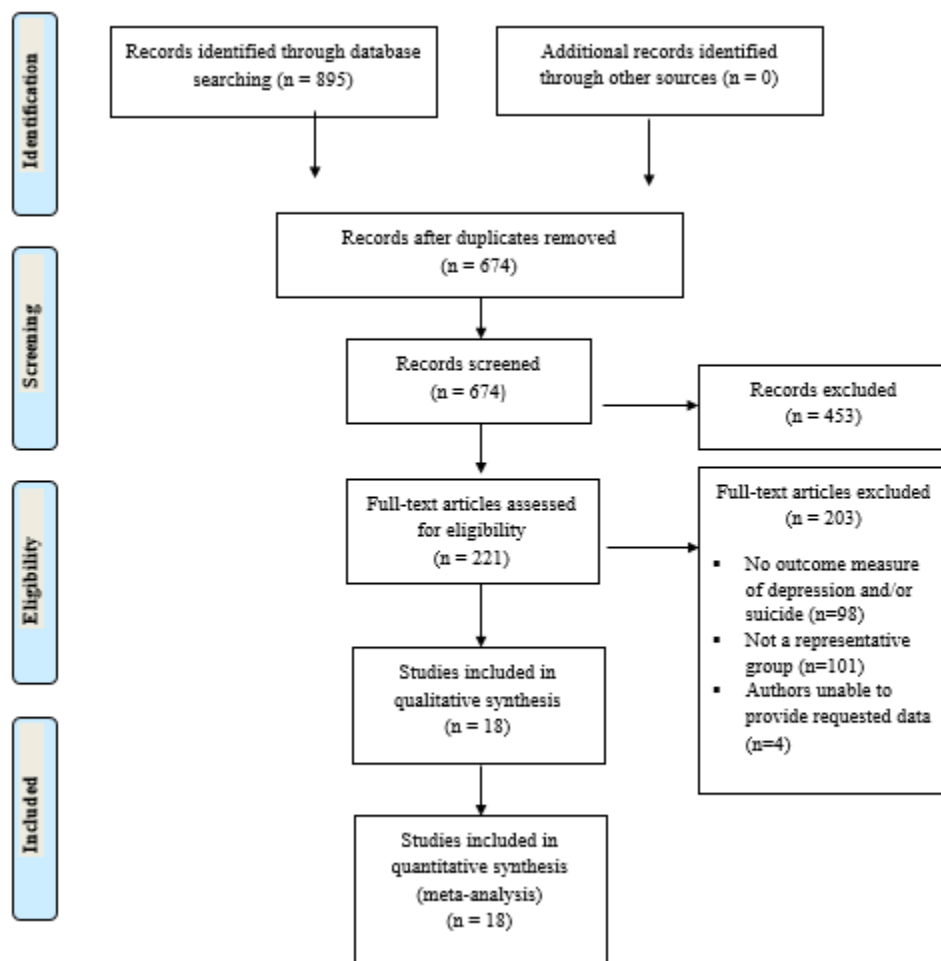 Identification
Records identified through database
searching (n = 895)
Additional records identified
through other sources (n = 0)
Records after duplicates removed
(n = 674)
Screening
Records screened
(n = 674)
Records excluded
(n = 453)
Eligibility
Full-text articles assessed
for eligibility
(n = 221)
Full-text articles excluded
(n = 203)
▪ No outcome measure
of depression and/or
suicide (n=98)
▪ Not a representative
group (n=101)
▪ Authors unable to
provide requested data
(n=4)
Studies included in
qualitative synthesis
n = 18)
Included
Studies included in
quantitative synthesis
(meta-analysis)
n = 18)